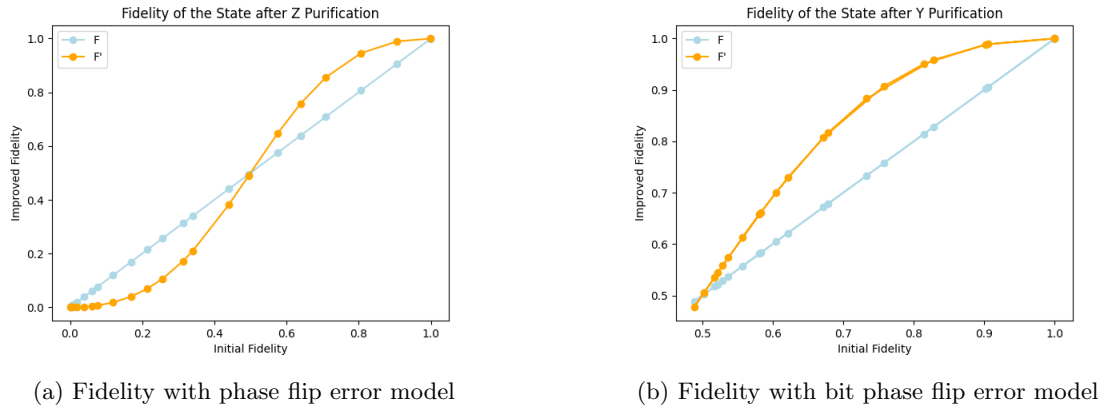 Fidelity of the State after Z Purification
F
F'
1.0
0.8
0.6
0.4
0.2
0.0
Improved Fidelity
0.0 0.2 0.4 0.6 0.8 1.0
Initial Fidelity
(a) Fidelity with phase flip error model
Fidelity of the State after Y Purification
F
F'
1.0
0.9
0.8
0.7
0.6
0.5
Improved Fidelity
0.5 0.6 0.7 0.8 0.9 1.0
Initial Fidelity
(b) Fidelity with bit phase flip error model